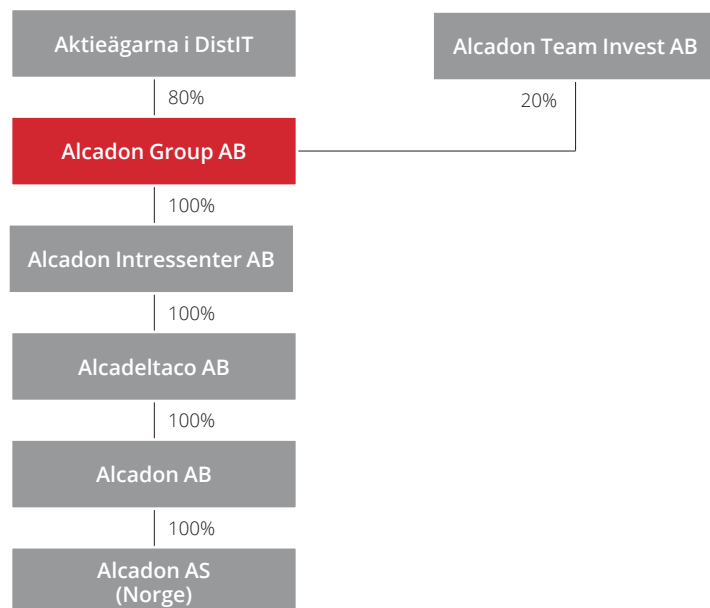 Aktieägarna i DistIT
Alcadon Team Invest AB
80%
20%
Alcadon Group AB
100%
Alcadon Intressenter AB
100%
Alcadeltaco AB
100%
Alcadon AB
100%
Alcadon AS
(Norge)